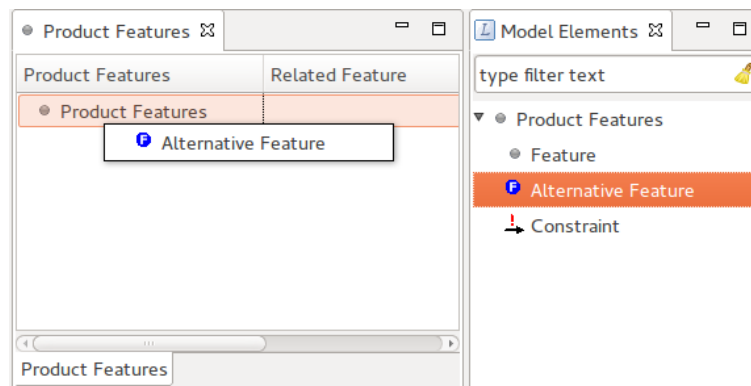 Product Features
Product Features Related Feature
Product Features
Alternative Feature
Product Features
L Model Elements
type filter text
Product Features
Feature
F Alternative Feature
Constraint